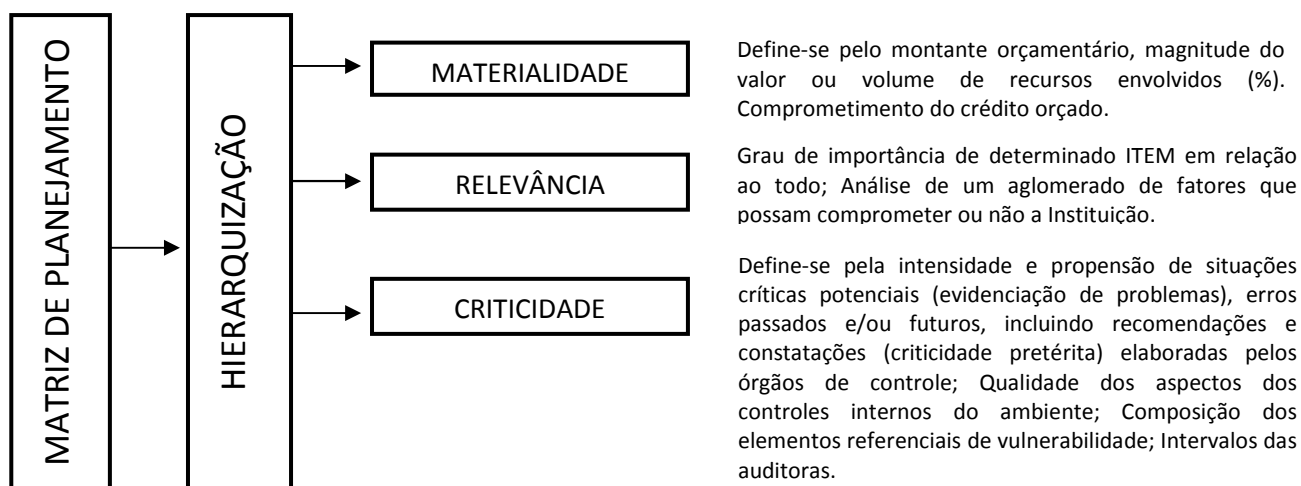 MATRIZ DE PLANEJAMENTO
HIERARQUIZAÇÃO
MATERIALIDADE
Define-se pelo montante orçamentário, magnitude do
valor ou volume de recursos envolvidos (%).
Comprometimento do crédito orçado.
RELEVÂNCIA
Grau de importância de determinado ITEM em relação
ao todo; Análise de um aglomerado de fatores que
possam comprometer ou não a Instituição.
CRITICIDADE
Define-se pela intensidade e propensão de situações
críticas potenciais (evidenciação de problemas), erros
passados e/ou futuros, incluindo recomendações e
constatações (criticidade pretérita) elaboradas pelos
órgãos de controle; Qualidade dos aspectos dos
controles internos do ambiente; Composição dos
elementos referenciais de vulnerabilidade; Intervalos das
auditoras.